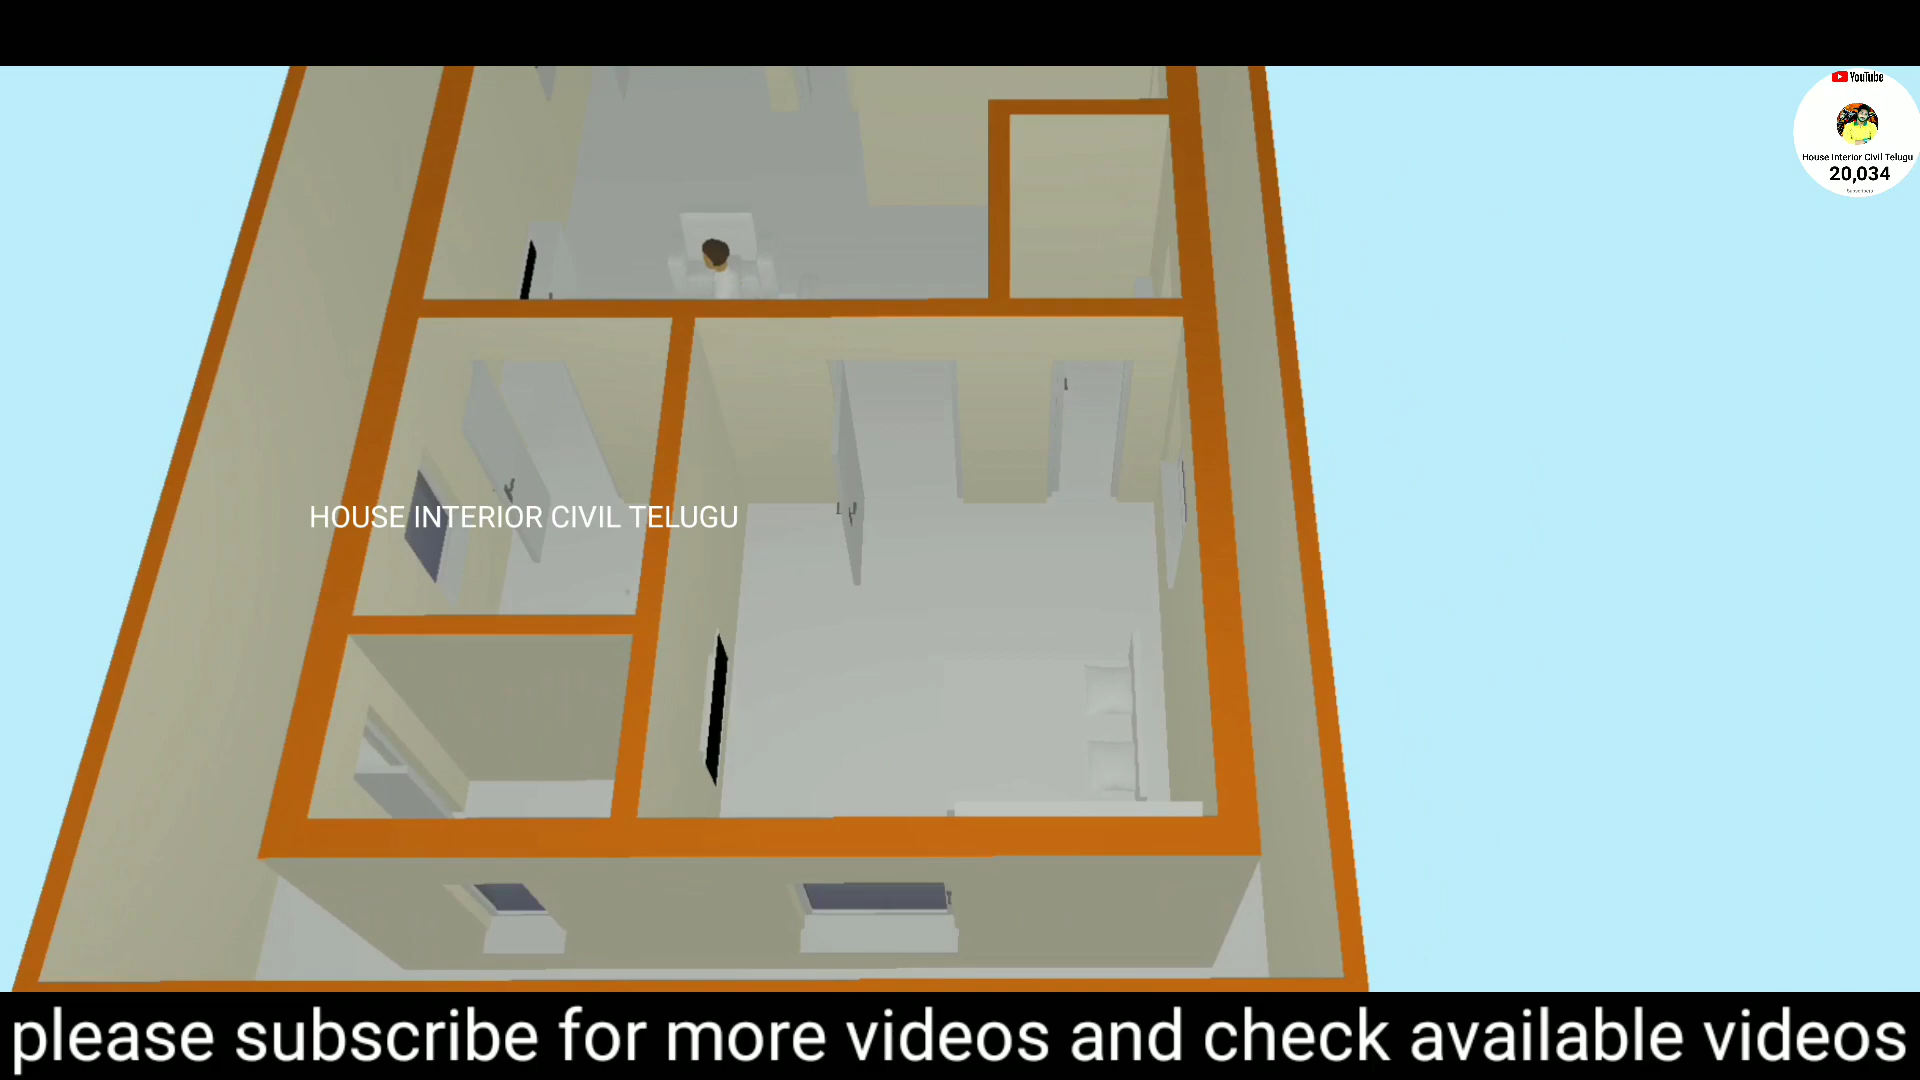 YouTube
House Interior Civil Telugu
20,034
Subscribers
HOUSE INTERIOR CIVIL TELUGU
please subscribe for more videos and check available videos